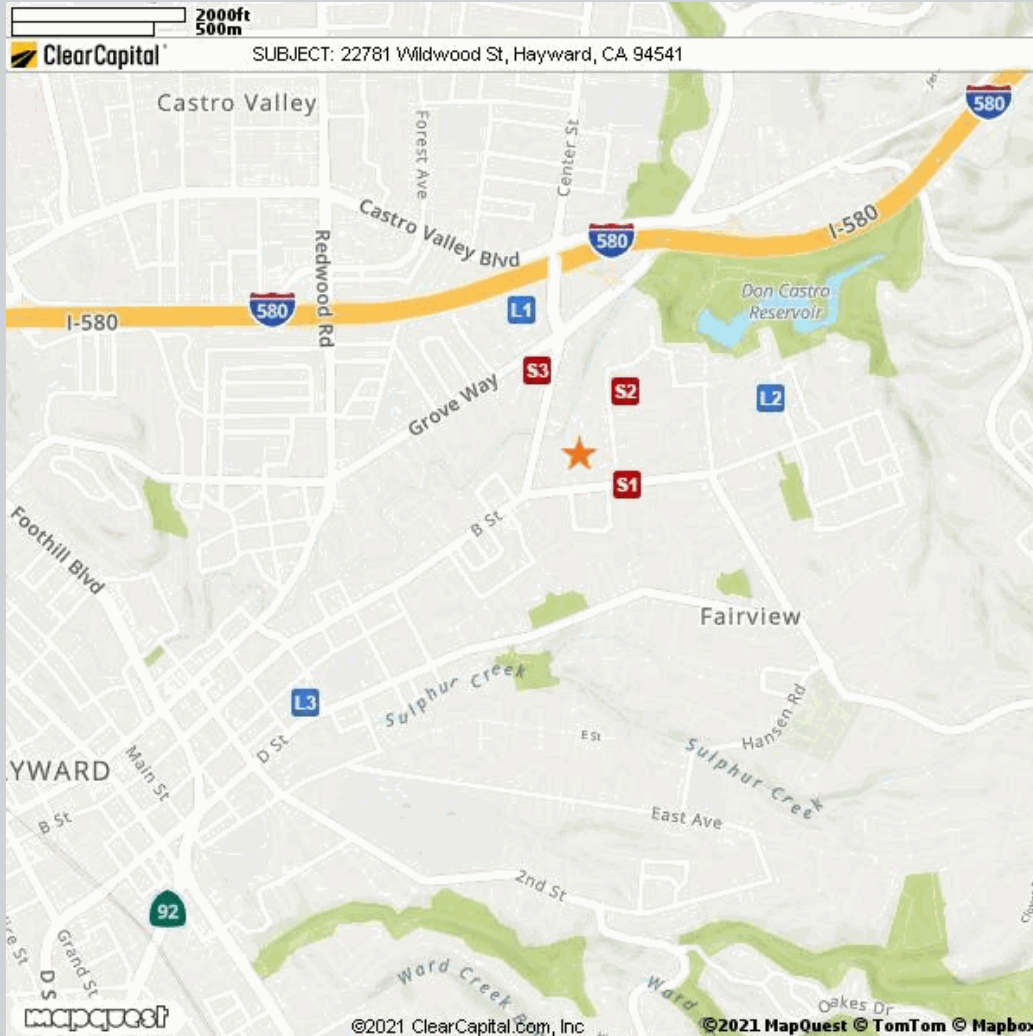 2000ft
500m
ClearCapital
SUBJECT: 22781 Wildwood St, Hayward, CA 94541
Castro Valley
Forest Ave
Center St
580
Castro Valley Blvd
Redwood Rd
580
I-580
580
I-580
Don Castro
Reservoir
L1
S3
S2
L2
Grove Way
S1
B St
Foothill Blvd
Fairview
L3
Sulphur Creek
D St
E St
Hansen Rd
Sulphur Creek
YWARD
Main St
B St
East Ave
2nd St
92
Grand St
D S
Ward Creek
Ward
Oakes Dr
mapquest
©2021 ClearCapital.com, Inc
©2021 MapQuest © TomTom © Mapbox